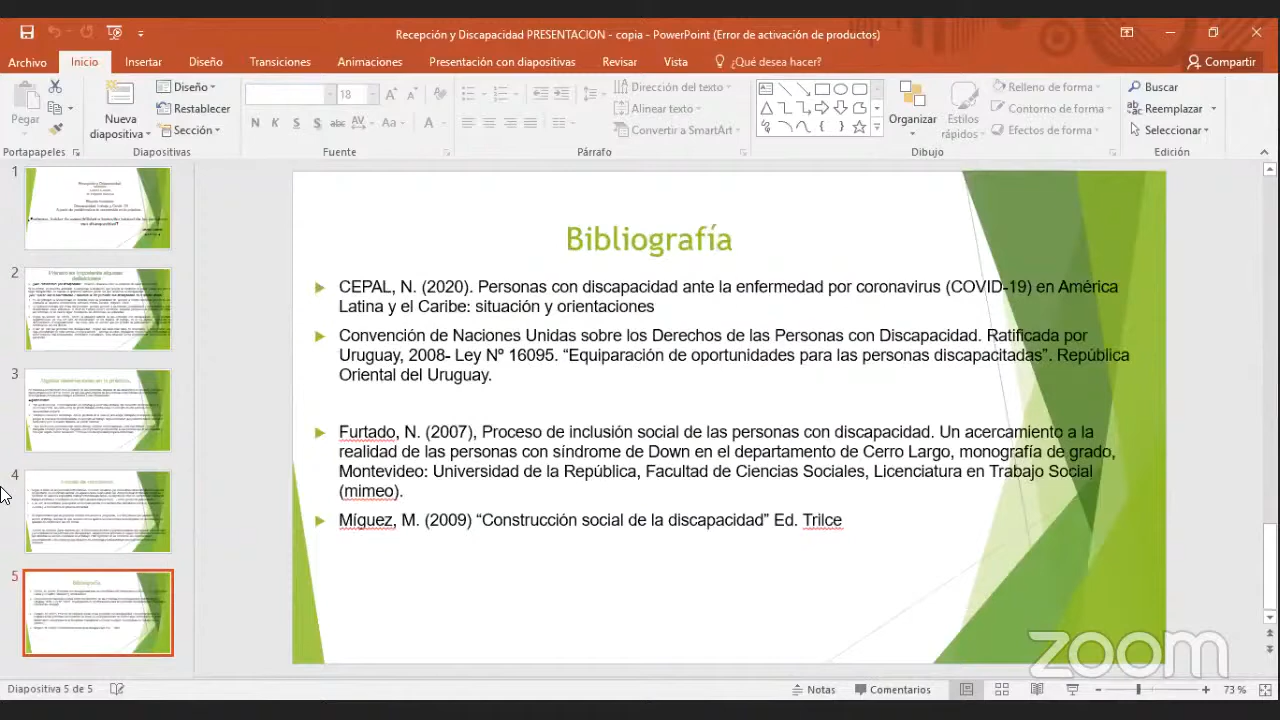 Recepción y Discapacidad PRESENTACION - copia - PowerPoint (Error de activación de productos)
Archivo Inicio Insertar Diseño Transiciones Animaciones Presentación con diapositivas Revisar Vista ¿Qué desea hacer? Compartir
Pegar
Nueva diapositiva
Diseño
Restablecer
Sección
18
N K S S abc AV Aa A
Dirección del texto
Alinear texto
Convertir a SmartArt
Organizar
Estilos rápidos
Relleno de forma
Contorno de forma
Efectos de forma
Buscar
Reemplazar
Seleccionar
Portapapeles Diapositivas Fuente Párrafo Dibujo Edición
1
2
3
4
5
Bibliografía
CEPAL, N. (2020). Personas con discapacidad ante la enfermedad por coronavirus (COVID-19) en América
Latina y el Caribe: situación y orientaciones
Convención de Naciones Unidas sobre los Derechos de las Personas con Discapacidad. Ratificada por
Uruguay, 2008- Ley Nº 16095. “Equiparación de oportunidades para las personas discapacitadas”. República
Oriental del Uruguay.
Furtado, N. (2007), Proceso de inclusión social de las personas con discapacidad. Un acercamiento a la
realidad de las personas con síndrome de Down en el departamento de Cerro Largo, monografía de grado,
Montevideo: Universidad de la República, Facultad de Ciencias Sociales. Licenciatura en Trabajo Social
(mimeo).
Míguez, M. (2009) “Construcción social de la discapacidad” Ed. Trilce
zoom
Diapositiva 5 de 5 Notas Comentarios 73 %